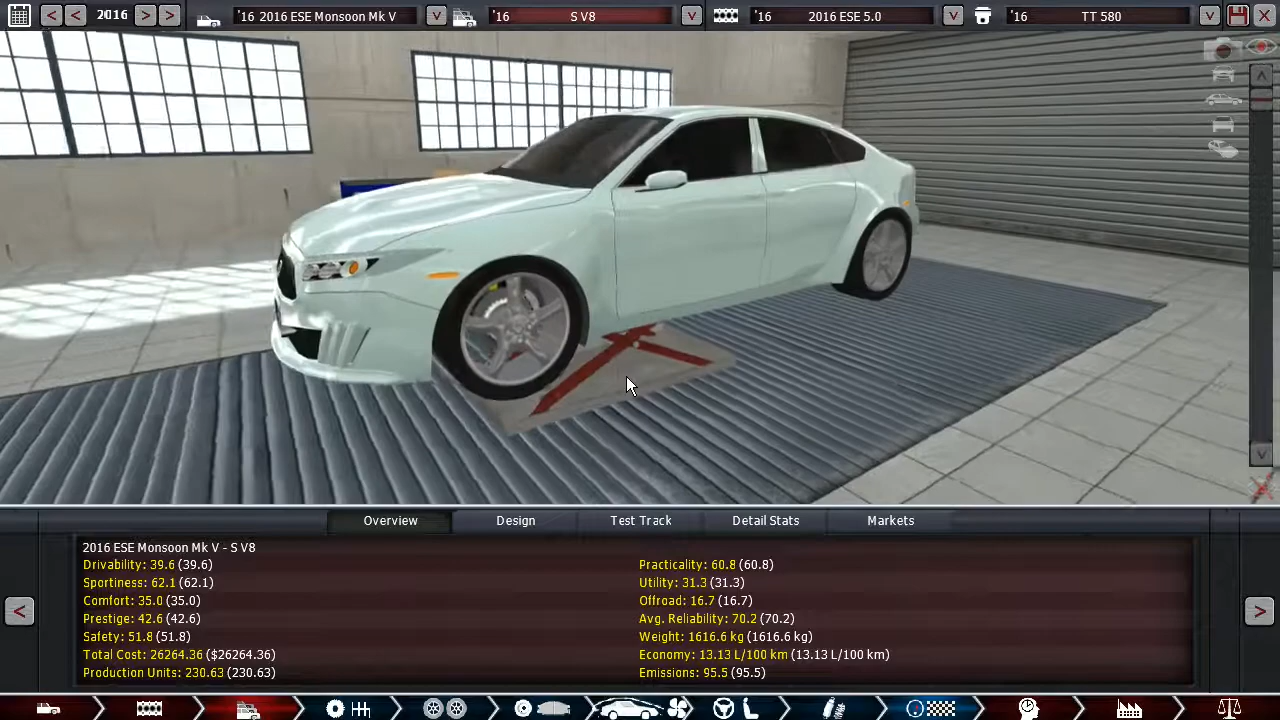 2016
'16 2016 ESE Monsoon Mk V
'16 S V8
'16 2016 ESE 5.0
'16 TT 580
Overview
Design
Test Track
Detail Stats
Markets
2016 ESE Monsoon Mk V - S V8
Drivability: 39.6 (39.6)
Sportiness: 62.1 (62.1)
Comfort: 35.0 (35.0)
Prestige: 42.6 (42.6)
Safety: 51.8 (51.8)
Total Cost: 26264.36 ($26264.36)
Production Units: 230.63 (230.63)
Practicality: 60.8 (60.8)
Utility: 31.3 (31.3)
Offroad: 16.7 (16.7)
Avg. Reliability: 70.2 (70.2)
Weight: 1616.6 kg (1616.6 kg)
Economy: 13.13 L/100 km (13.13 L/100 km)
Emissions: 95.5 (95.5)